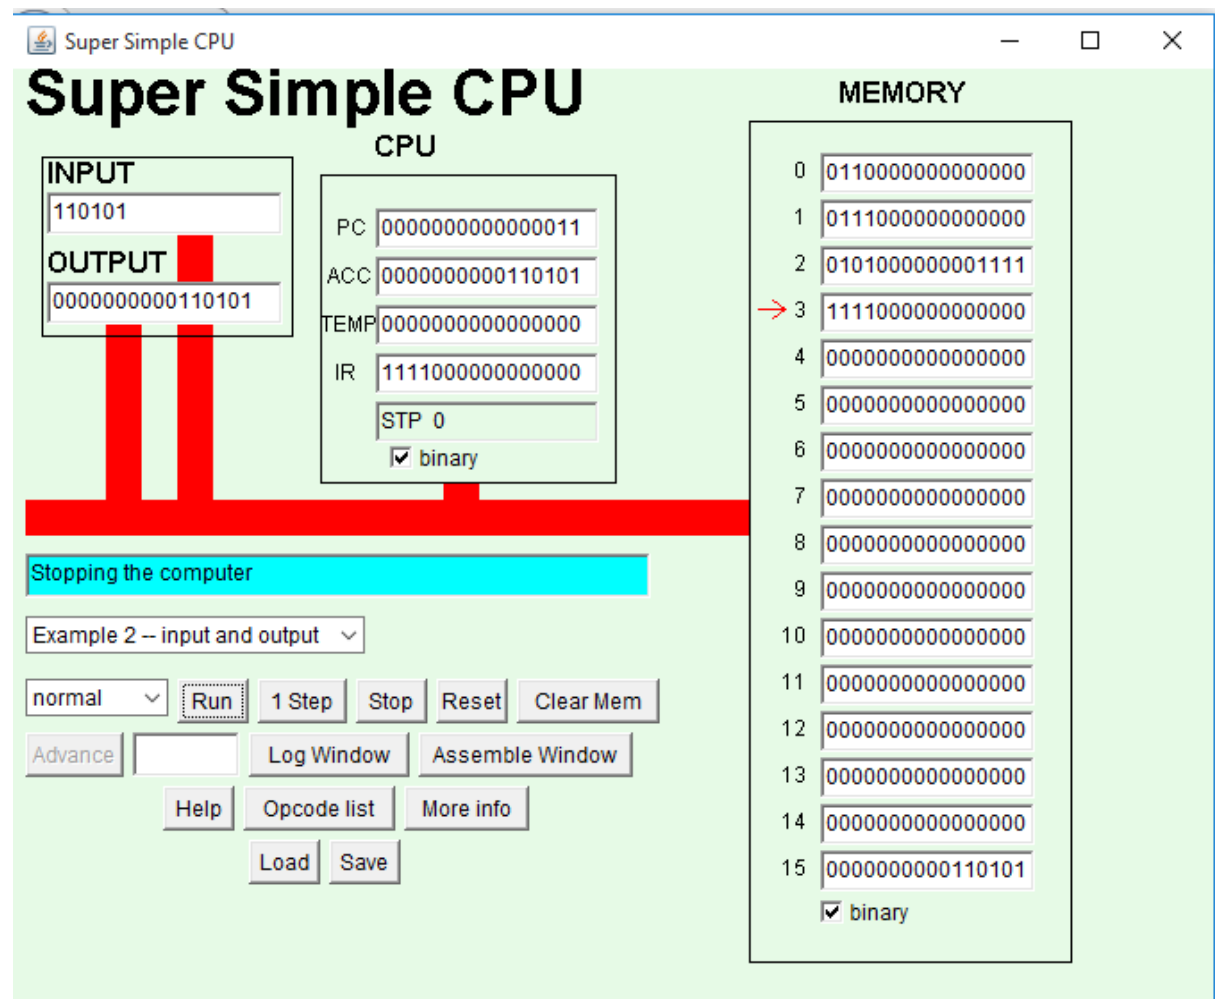 Super Simple CPU
Super Simple CPU
CPU
INPUT
110101
OUTPUT
0000000000110101
PC 0000000000000011
ACC 0000000000110101
TEMP 0000000000000000
IR 1111000000000000
STP 0
binary
Stopping the computer
Example 2 -- input and output
normal Run 1 Step Stop Reset Clear Mem
Advance Log Window Assemble Window
Help Opcode list More info
Load Save
MEMORY
0 0110000000000000
1 0111000000000000
2 0101000000001111
3 1111000000000000
4 0000000000000000
5 0000000000000000
6 0000000000000000
7 0000000000000000
8 0000000000000000
9 0000000000000000
10 0000000000000000
11 0000000000000000
12 0000000000000000
13 0000000000000000
14 0000000000000000
15 0000000000110101
binary